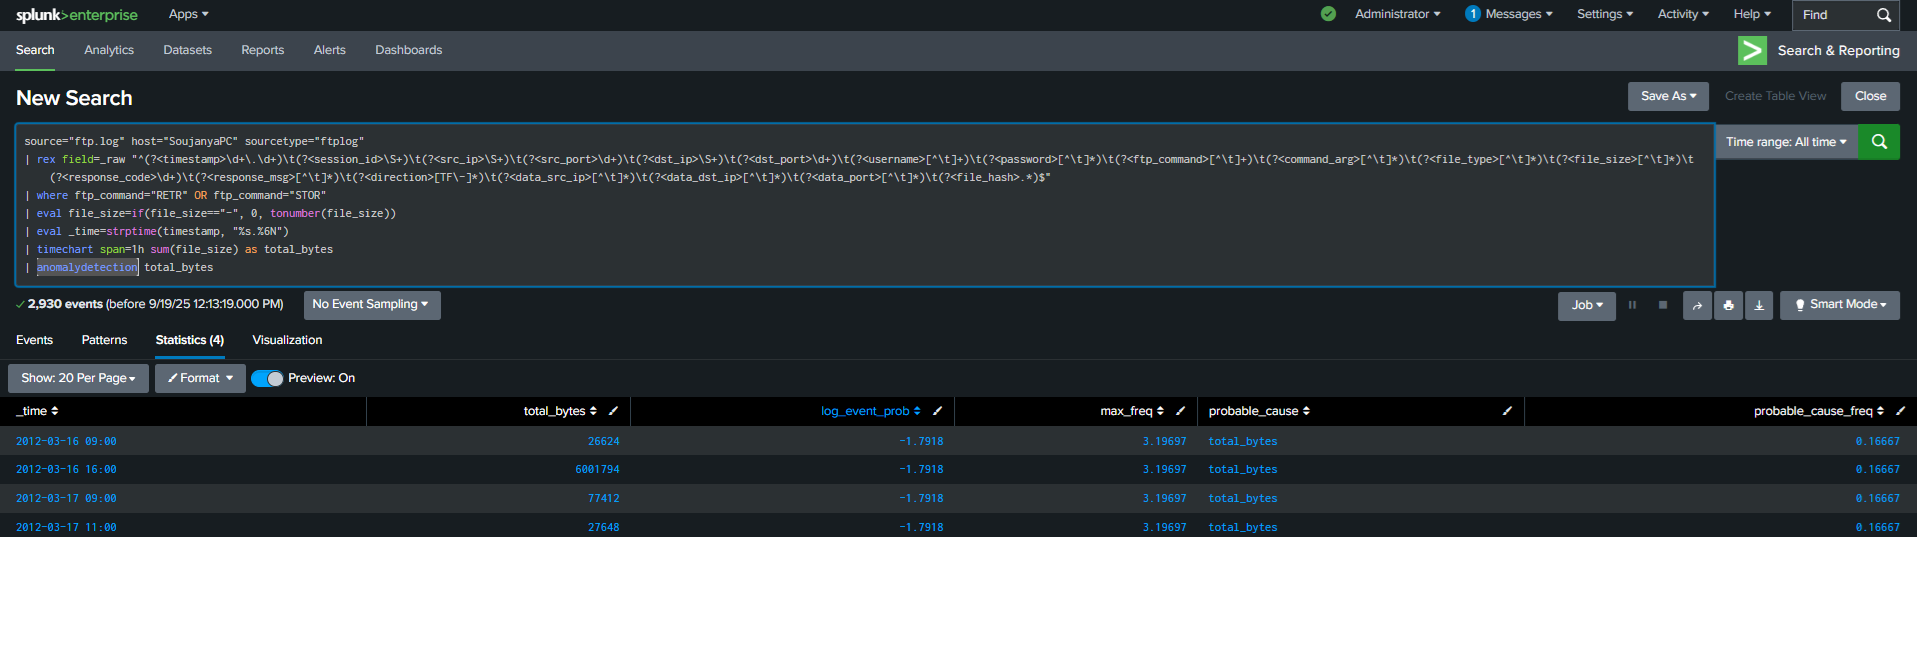 splunk>enterprise Apps Administrator 1 Messages Settings Activity Help Find
Search Analytics Datasets Reports Alerts Dashboards > Search & Reporting
New Search Save As Create Table View Close
source="ftp.log" host="SoujanyaPC" sourcetype="ftplog"
| rex field=_raw "^(?<timestamp>\d+\.\d+)\t(?<session_id>\S+)\t(?<src_ip>\S+)\t(?<src_port>\d+)\t(?<dst_ip>\S+)\t(?<dst_port>\d+)\t(?<username>[^\t]+)\t(?<password>[^\t]*)\t(?<ftp_command>[^\t]+)\t(?<command_arg>[^\t]*)\t(?<file_type>[^\t]*)\t(?<file_size>[^\t]*)\t
(?<response_code>\d+)\t(?<response_msg>[^\t]*)\t(?<direction>[TF\-]*)\t(?<data_src_ip>[^\t]*)\t(?<data_dst_ip>[^\t]*)\t(?<data_port>[^\t]*)\t(?<file_hash>.*)$"
| where ftp_command="RETR" OR ftp_command="STOR"
| eval file_size=if(file_size=="-", 0, tonumber(file_size))
| eval _time=strptime(timestamp, "%s.%6N")
| timechart span=1h sum(file_size) as total_bytes
| anomalydetection total_bytes
Time range: All time
2,930 events (before 9/19/25 12:13:19.000 PM) No Event Sampling Job Smart Mode
Events Patterns Statistics (4) Visualization
Show: 20 Per Page Format Preview: On
_time total_bytes log_event_prob max_freq probable_cause probable_cause_freq
2012-03-16 09:00 26624 -1.7918 3.19697 total_bytes 0.16667
2012-03-16 16:00 6001794 -1.7918 3.19697 total_bytes 0.16667
2012-03-17 09:00 77412 -1.7918 3.19697 total_bytes 0.16667
2012-03-17 11:00 27648 -1.7918 3.19697 total_bytes 0.16667